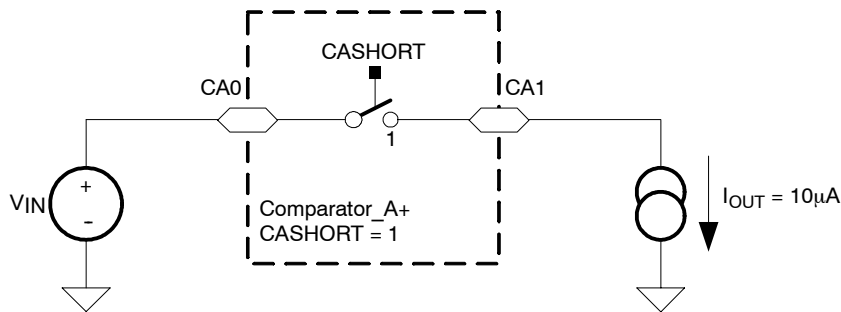 CASHORT
CA0
CA1
1
VIN
+
-
Comparator_A+
CASHORT = 1
IOUT = 10μA